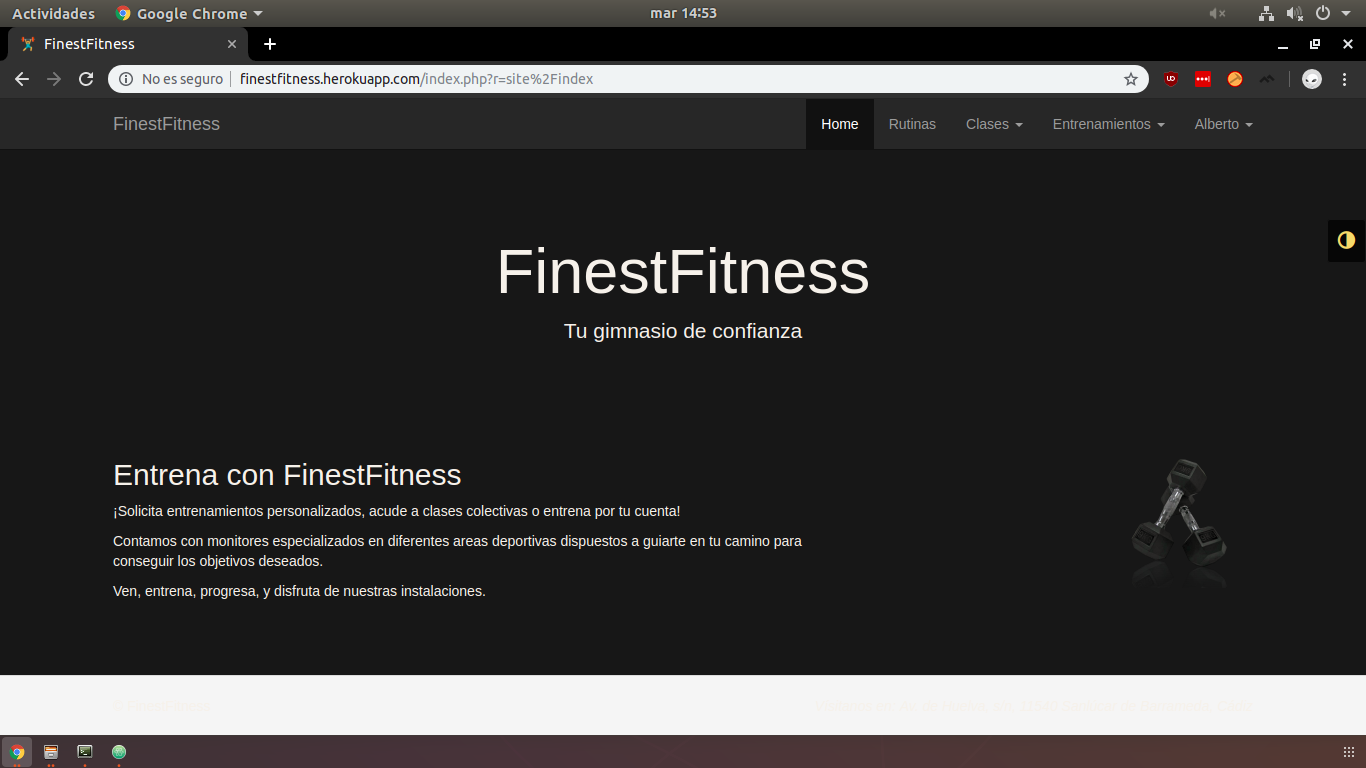 Actividades Google Chrome mar 14:53
FinestFitness
No es seguro finestfitness.herokuapp.com/index.php?r=site%2Findex
FinestFitness Home Rutinas Clases Entrenamientos Alberto
FinestFitness
Tu gimnasio de confianza
Entrena con FinestFitness
¡Solicita entrenamientos personalizados, acude a clases colectivas o entrena por tu cuenta!
Contamos con monitores especializados en diferentes areas deportivas dispuestos a guiarte en tu camino para
conseguir los objetivos deseados.
Ven, entrena, progresa, y disfruta de nuestras instalaciones.
© FinestFitness